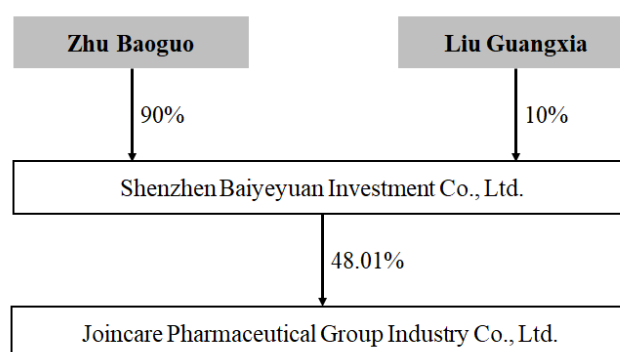 Zhu Baoguo
Liu Guangxia
90%
10%
Shenzhen Baiyeyuan Investment Co., Ltd.
48.01%
Joincare Pharmaceutical Group Industry Co., Ltd.